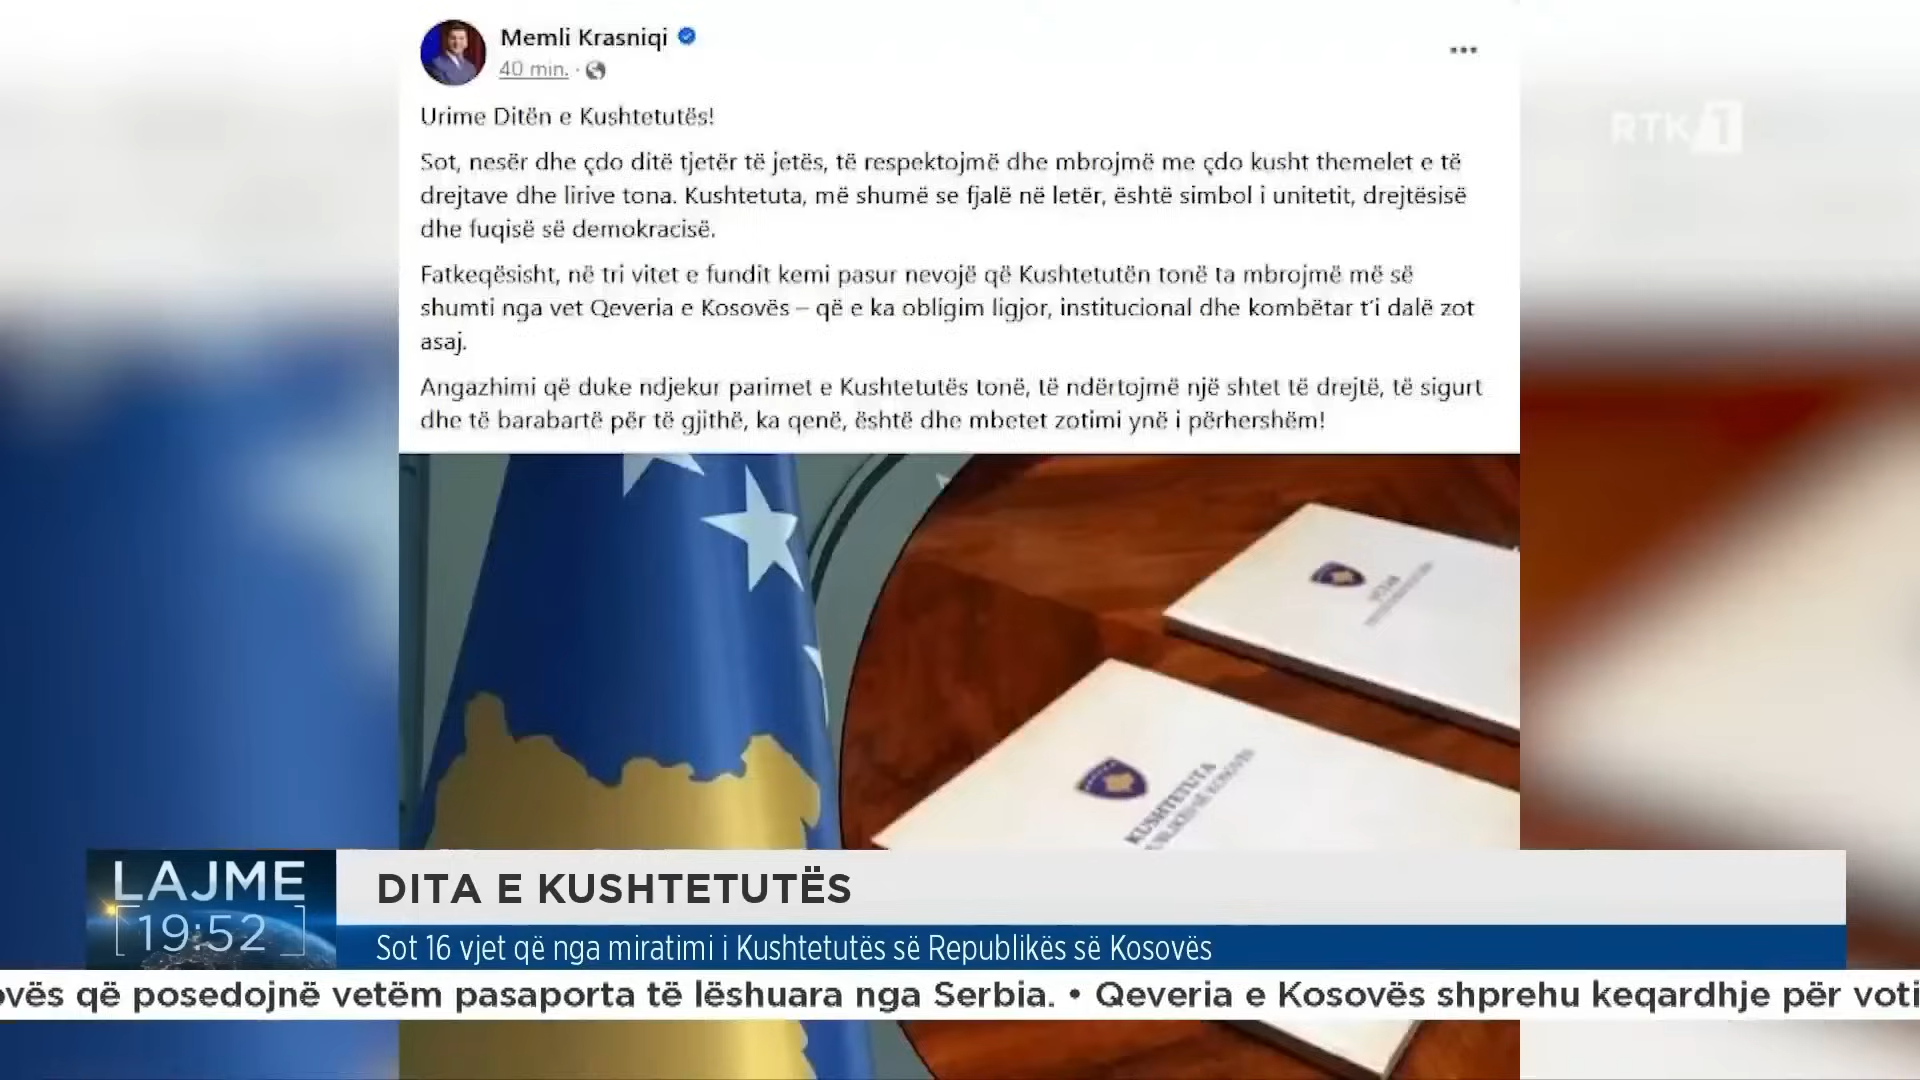 Memli Krasniqi
40 min. ·
Urime Ditën e Kushtetutës!
Sot, nesër dhe çdo ditë tjetër të jetës, të respektojmë dhe mbrojmë me çdo kusht themelet e të
drejtave dhe lirive tona. Kushtetuta, më shumë se fjalë në letër, është simbol i unitetit, drejtësisë
dhe fuqisë së demokracisë.
Fatkeqësisht, në tri vitet e fundit kemi pasur nevojë që Kushtetutën tonë ta mbrojmë më së
shumti nga vet Qeveria e Kosovës – që e ka obligim ligjor, institucional dhe kombëtar t'i dalë zot
asaj.
Angazhimi që duke ndjekur parimet e Kushtetutës tonë, të ndërtojmë një shtet të drejtë, të sigurt
dhe të barabartë për të gjithë, ka qenë, është dhe mbetet zotimi ynë i përhershëm!
RTK 1
KUSHTETUTA
KOSOVËS
LAJME
19:52
DITA E KUSHTETUTËS
Sot 16 vjet që nga miratimi i Kushtetutës së Republikës së Kosovës
ovës që posedojnë vetëm pasaporta të lëshuara nga Serbia. • Qeveria e Kosovës shprehu keqardhje për voti